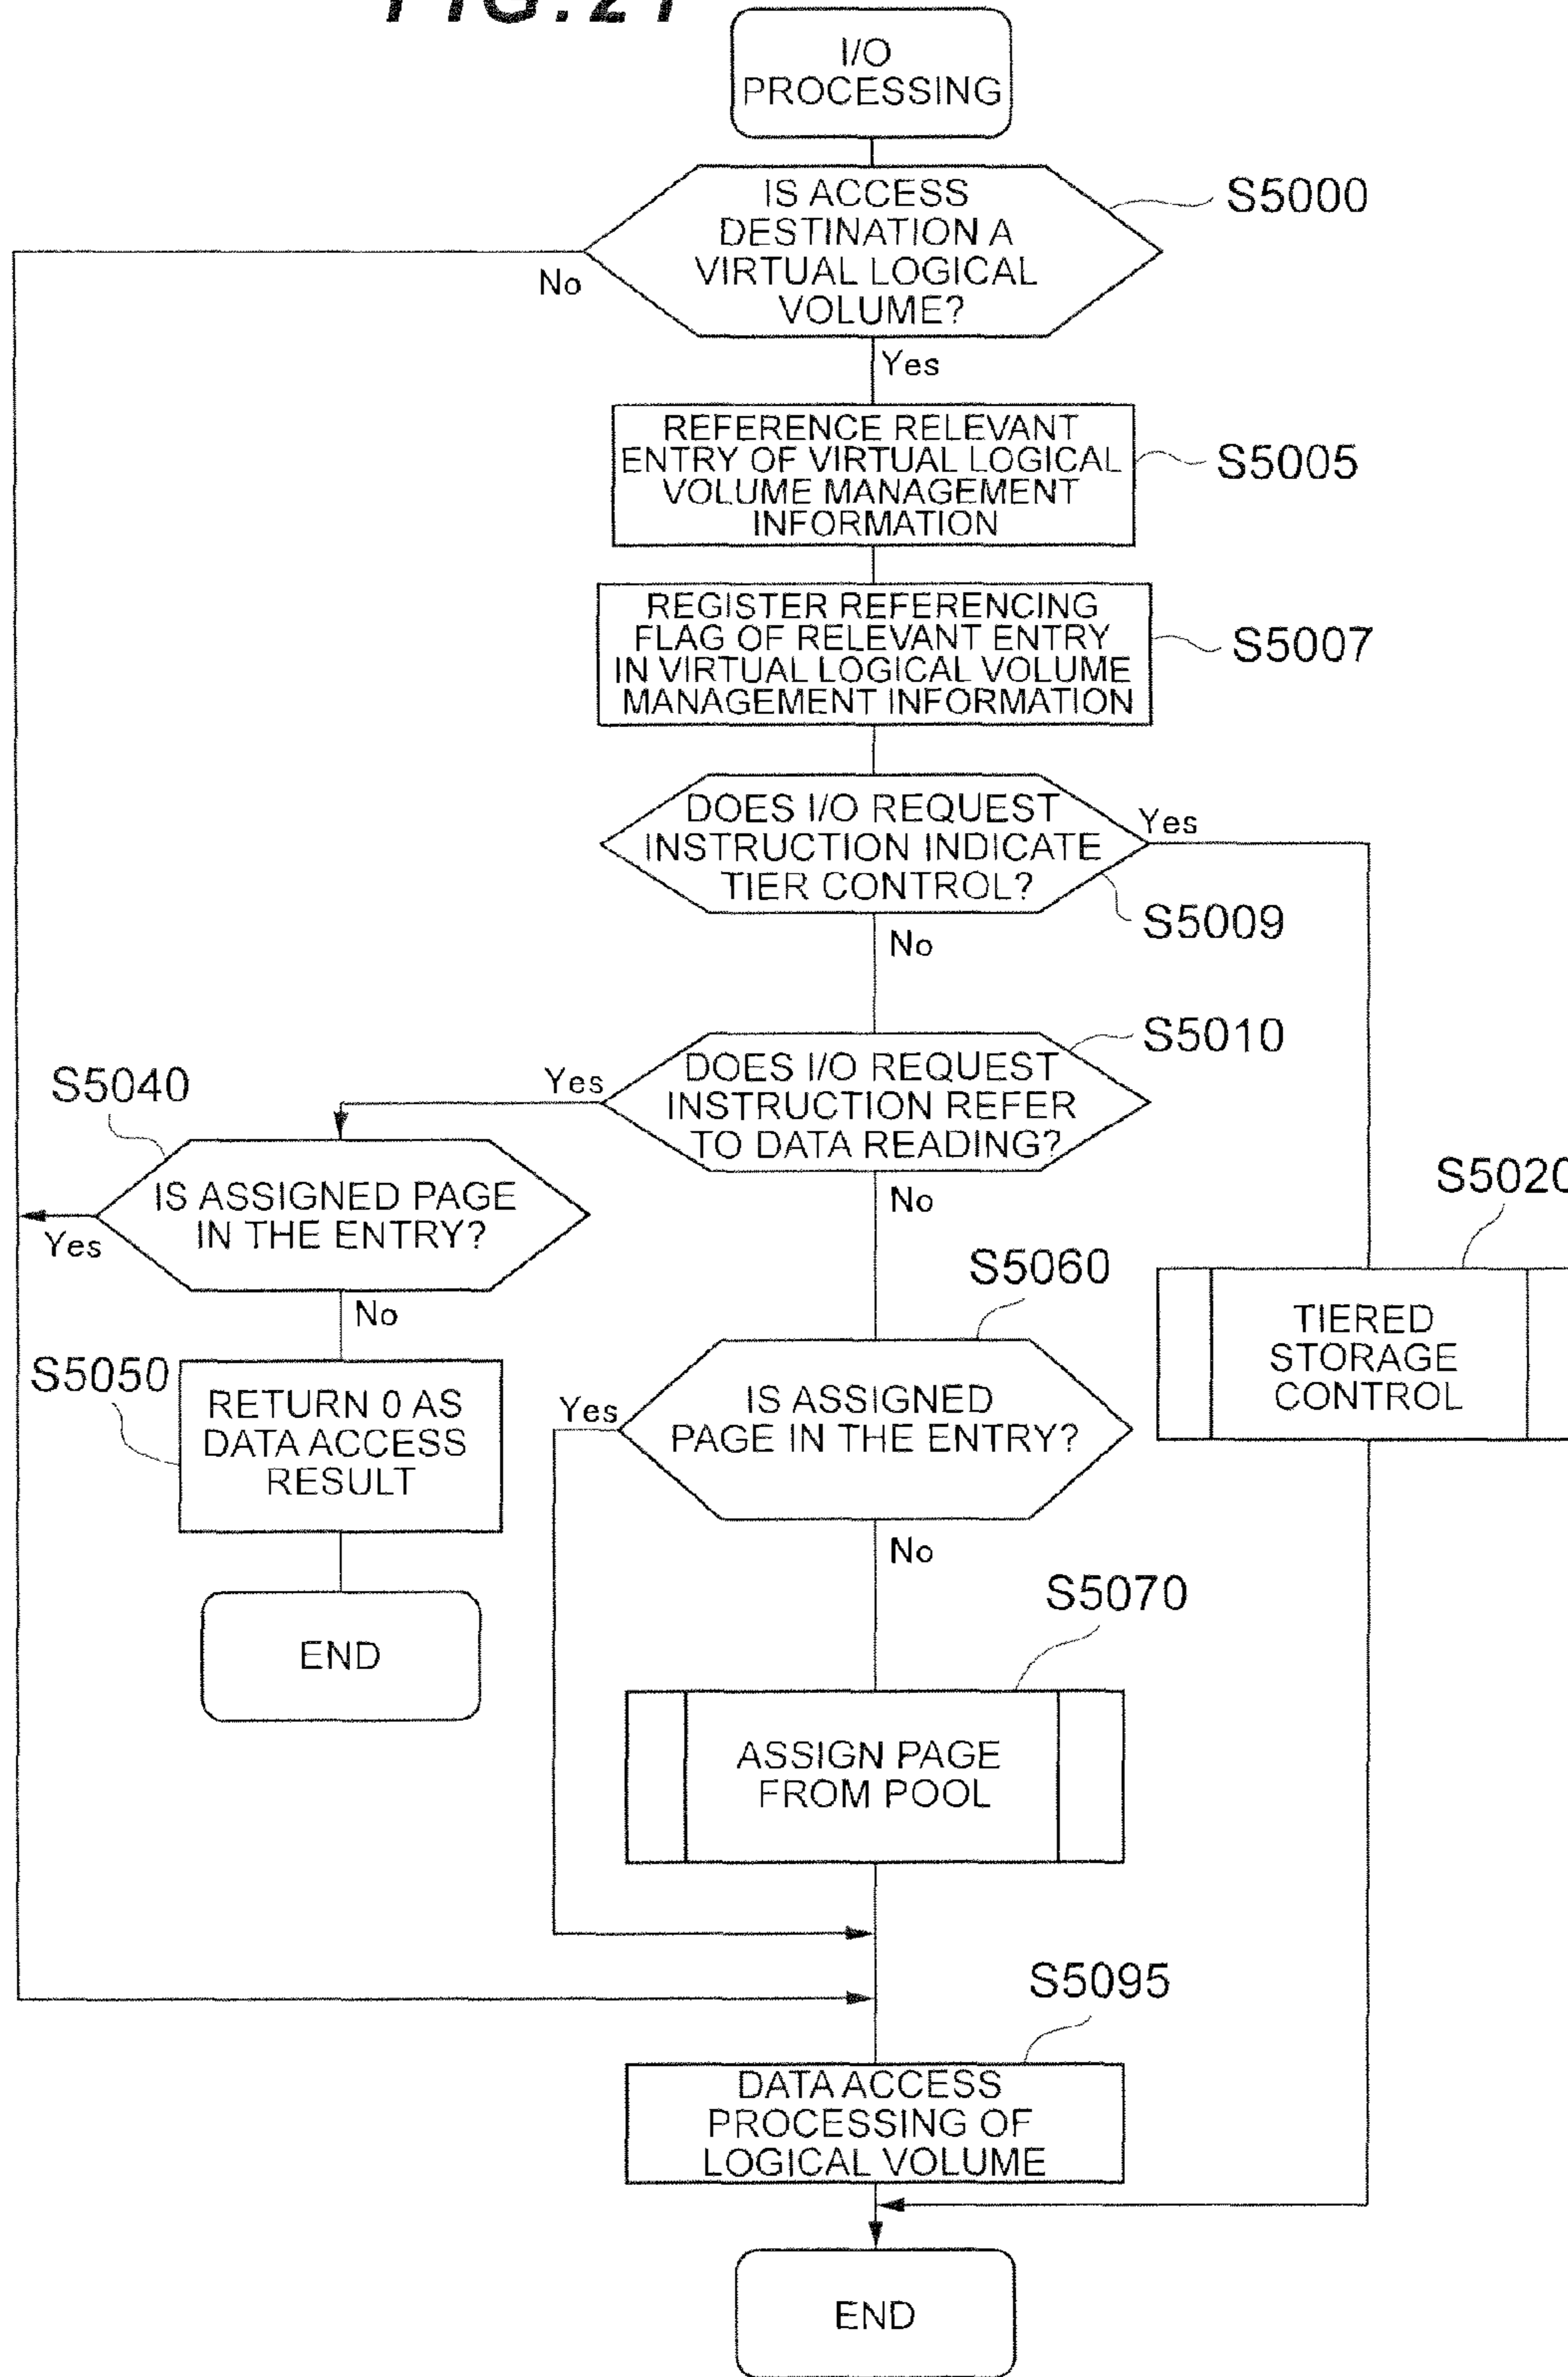 FIG. 21
I/O
PROCESSING
IS ACCESS
DESTINATION A
VIRTUAL LOGICAL
VOLUME?
S5000
No
Yes
REFERENCE RELEVANT
ENTRY OF VIRTUAL LOGICAL
VOLUME MANAGEMENT
INFORMATION
S5005
REGISTER REFERENCING
FLAG OF RELEVANT ENTRY
IN VIRTUAL LOGICAL VOLUME
MANAGEMENT INFORMATION
S5007
DOES I/O REQUEST
INSTRUCTION INDICATE
TIER CONTROL?
Yes
S5009
No
S5010
DOES I/O REQUEST
INSTRUCTION REFER
TO DATA READING?
Yes
No
S5040
IS ASSIGNED PAGE
IN THE ENTRY?
Yes
No
S5020
TIERED
STORAGE
CONTROL
S5050
RETURN 0 AS
DATA ACCESS
RESULT
END
S5060
IS ASSIGNED
PAGE IN THE ENTRY?
Yes
No
S5070
ASSIGN PAGE
FROM POOL
S5095
DATA ACCESS
PROCESSING OF
LOGICAL VOLUME
END